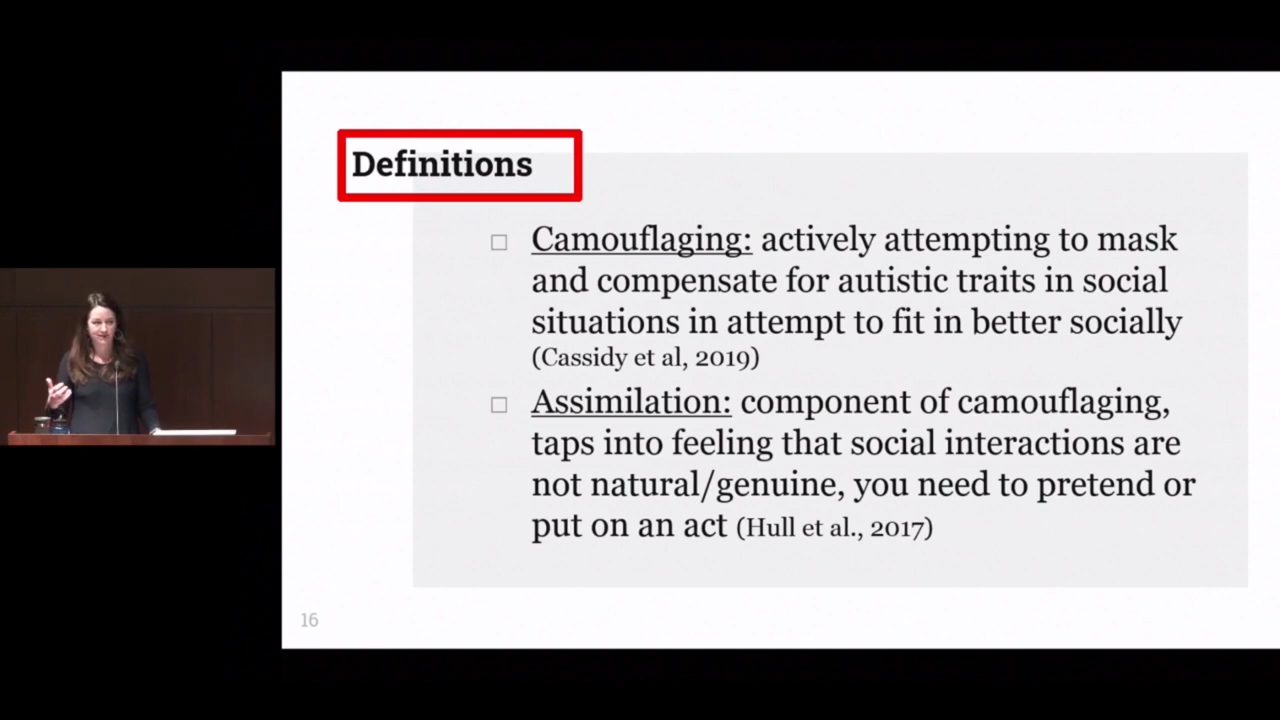 Definitions
Camouflaging: actively attempting to mask
and compensate for autistic traits in social
situations in attempt to fit in better socially
(Cassidy et al, 2019)
Assimilation: component of camouflaging,
taps into feeling that social interactions are
not natural/genuine, you need to pretend or
put on an act (Hull et al., 2017)
16